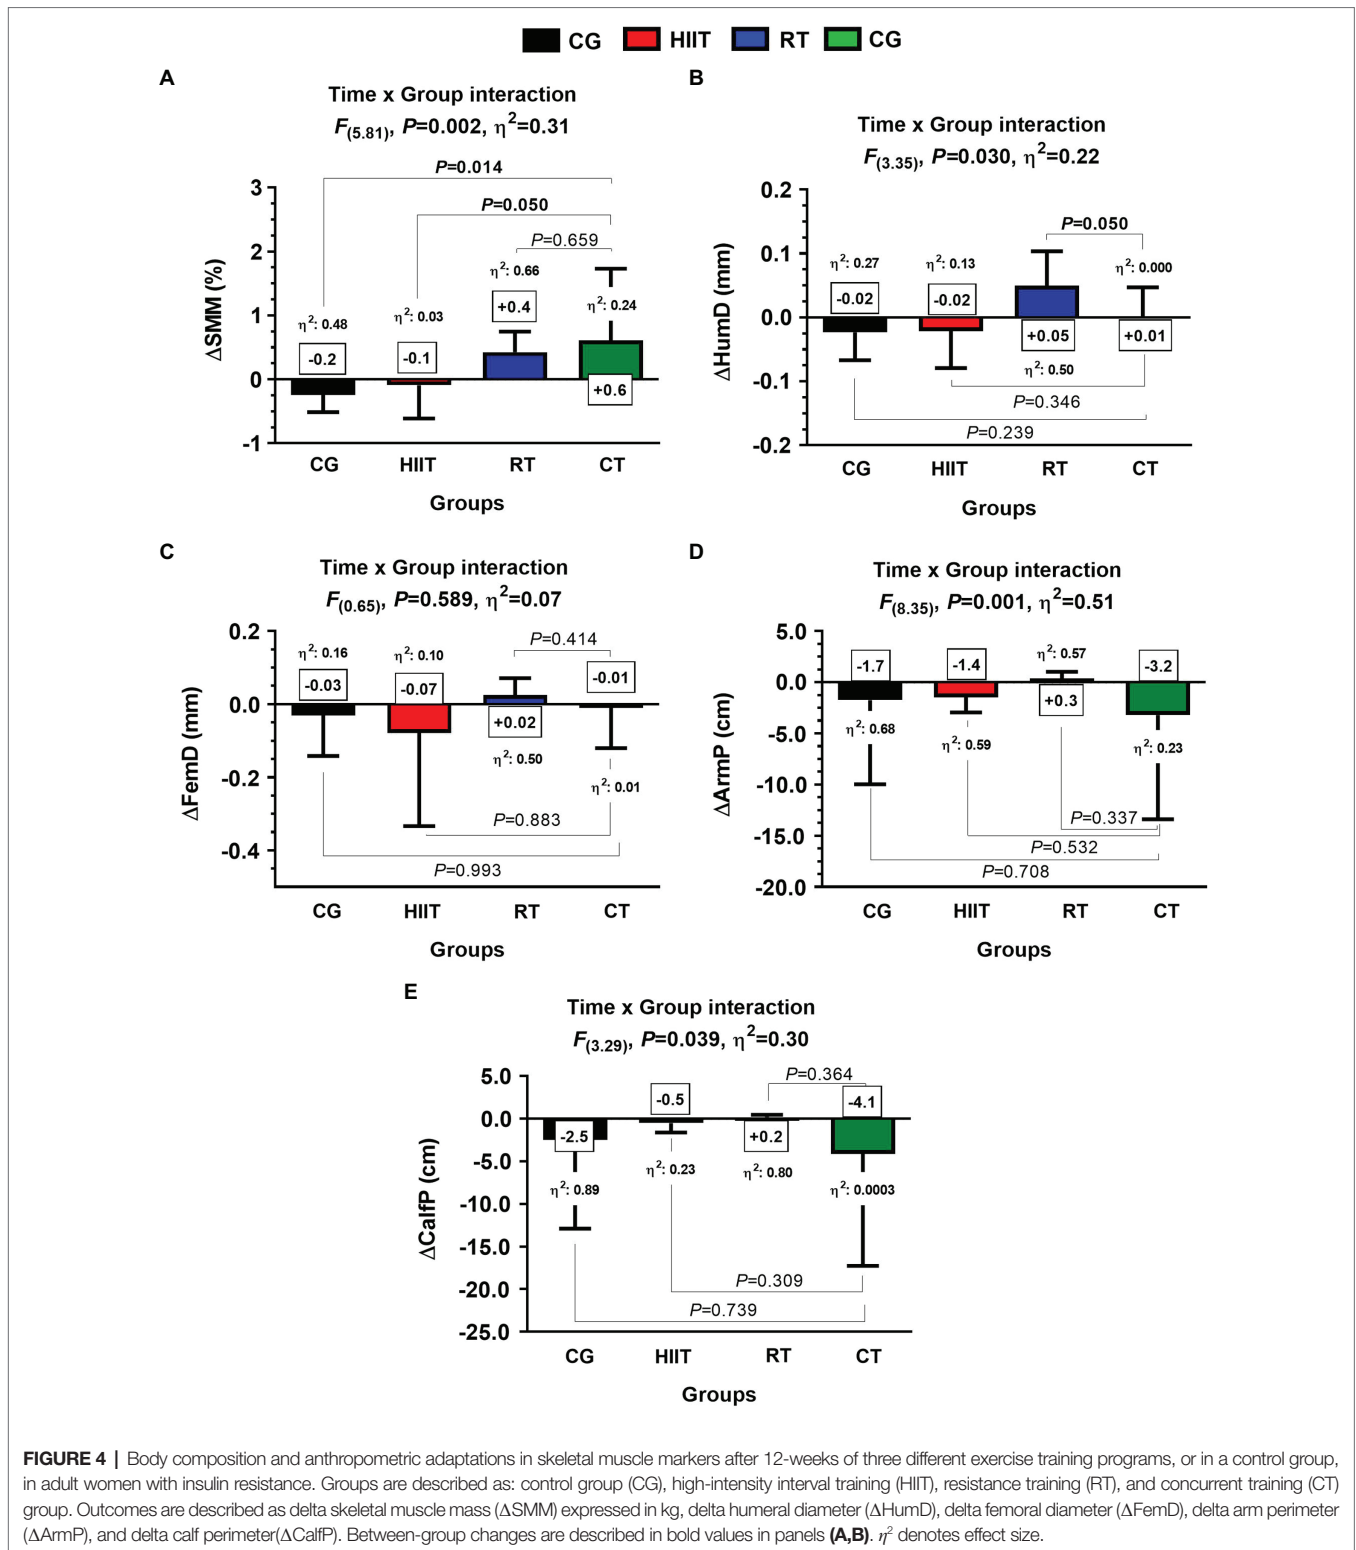 CG HIIT RT CG
A
Time x Group interaction
F(5.81), P=0.002, η²=0.31
P=0.014
P=0.050
P=0.659
3
2
1
0
-1
ΔSMM (%)
η²: 0.48
η²: 0.03
η²: 0.66
η²: 0.24
-0.2
-0.1
+0.4
+0.6
CG HIIT RT CT
Groups
B
Time x Group interaction
F(3.35), P=0.030, η²=0.22
0.2
0.1
0.0
-0.1
-0.2
ΔHumD (mm)
P=0.050
η²: 0.27
η²: 0.13
η²: 0.000
-0.02
-0.02
+0.05
+0.01
η²: 0.50
P=0.346
P=0.239
CG HIIT RT CT
Groups
C
Time x Group interaction
F(0.65), P=0.589, η²=0.07
0.2
0.0
-0.2
-0.4
ΔFemD (mm)
P=0.414
η²: 0.16
η²: 0.10
-0.03
-0.07
+0.02
-0.01
η²: 0.50
η²: 0.01
P=0.883
P=0.993
CG HIIT RT CT
Groups
D
Time x Group interaction
F(8.35), P=0.001, η²=0.51
5.0
0.0
-5.0
-10.0
-15.0
-20.0
ΔArmP (cm)
η²: 0.57
-1.7
-1.4
+0.3
-3.2
η²: 0.68
η²: 0.59
η²: 0.23
P=0.337
P=0.532
P=0.708
CG HIIT RT CT
Groups
E
Time x Group interaction
F(3.29), P=0.039, η²=0.30
5.0
0.0
-5.0
-10.0
-15.0
-20.0
-25.0
ΔCalfP (cm)
P=0.364
-2.5
-0.5
+0.2
-4.1
η²: 0.89
η²: 0.23
η²: 0.80
η²: 0.0003
P=0.309
P=0.739
CG HIIT RT CT
Groups
FIGURE 4 | Body composition and anthropometric adaptations in skeletal muscle markers after 12-weeks of three different exercise training programs, or in a control group,
in adult women with insulin resistance. Groups are described as: control group (CG), high-intensity interval training (HIIT), resistance training (RT), and concurrent training (CT)
group. Outcomes are described as delta skeletal muscle mass (ΔSMM) expressed in kg, delta humeral diameter (ΔHumD), delta femoral diameter (ΔFemD), delta arm perimeter
(ΔArmP), and delta calf perimeter(ΔCalfP). Between-group changes are described in bold values in panels (A,B). η² denotes effect size.